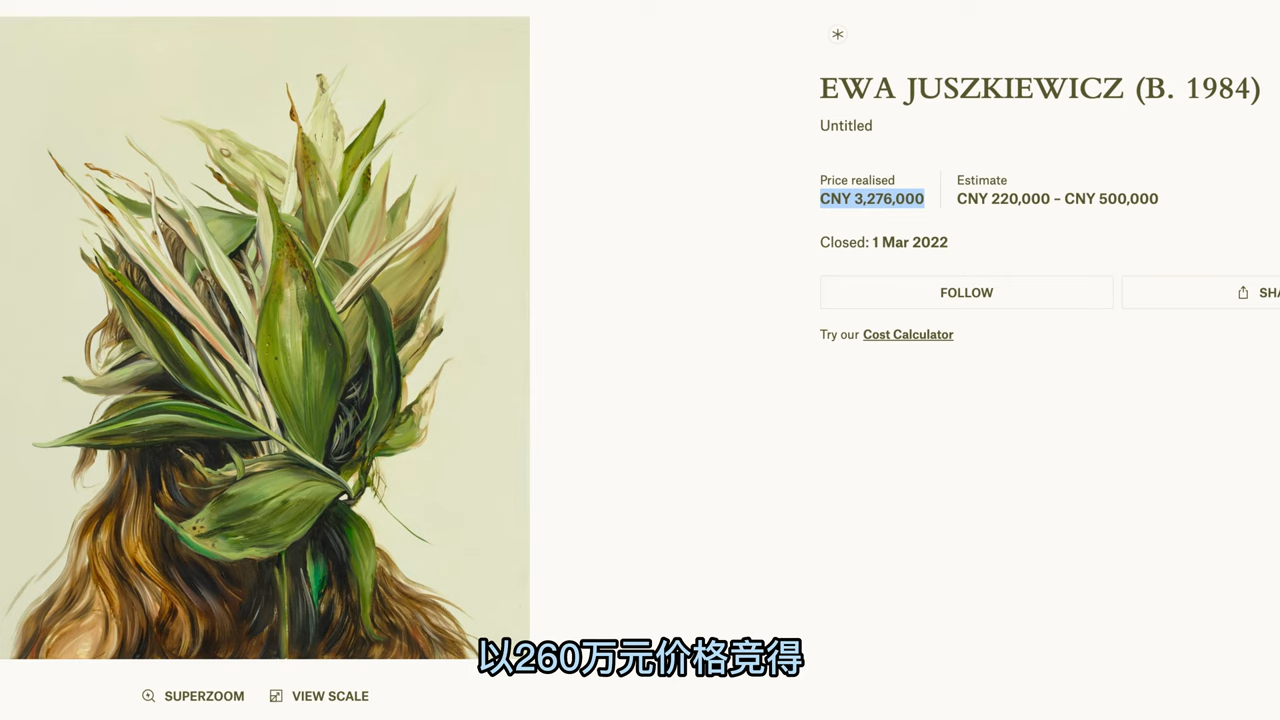 EWA JUSZKIEWICZ (B. 1984)
Untitled
Price realised
CNY 3,276,000
Estimate
CNY 220,000 – CNY 500,000
Closed: 1 Mar 2022
FOLLOW
SHA
Try our Cost Calculator
以260万元价格竞得
SUPERZOOM
VIEW SCALE